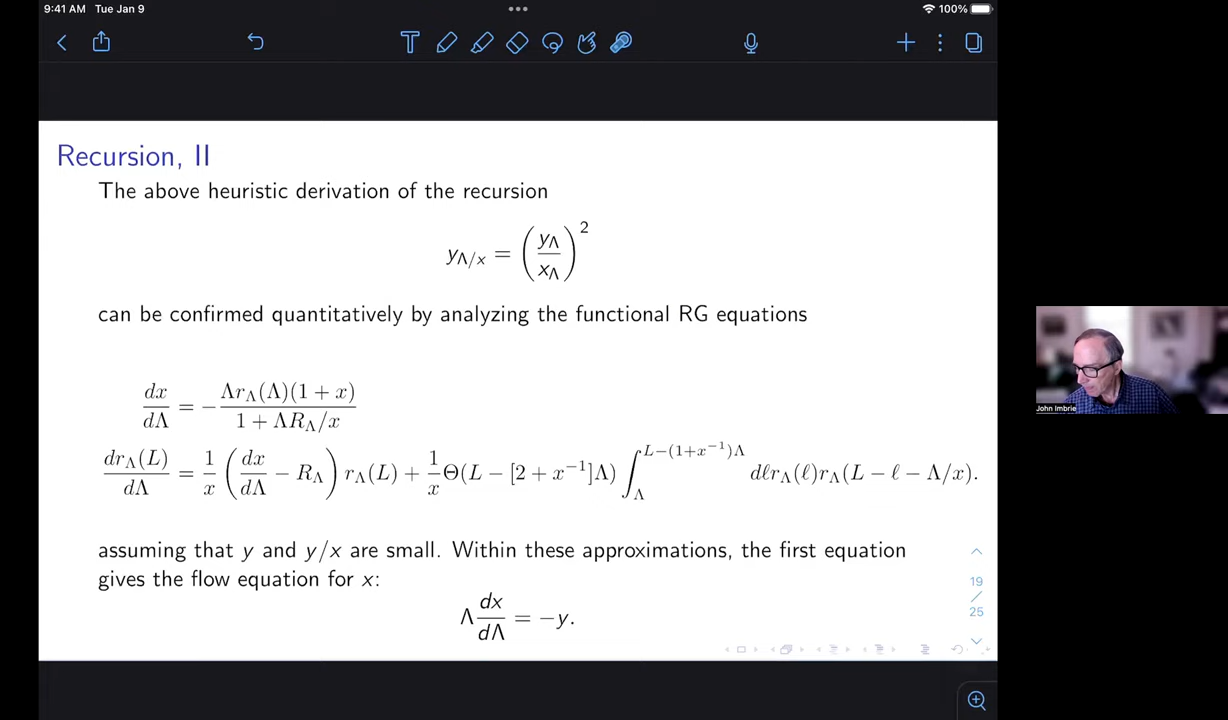 9:41 AM Tue Jan 9
100%
Recursion, II
The above heuristic derivation of the recursion
y_{Λ/x} = (y_Λ / x_Λ)^2
can be confirmed quantitatively by analyzing the functional RG equations
dx/dΛ = − Λr_Λ(Λ)(1 + x) / (1 + ΛR_Λ/x)
dr_Λ(L)/dΛ = 1/x (dx/dΛ − R_Λ) r_Λ(L) + 1/x Θ(L − [2 + x^{−1}]Λ) ∫_Λ^{L−(1+x^{−1})Λ} dℓr_Λ(ℓ)r_Λ(L − ℓ − Λ/x).
assuming that y and y/x are small. Within these approximations, the first equation
gives the flow equation for x:
Λ dx/dΛ = −y.
19
/
25
John Imbrie